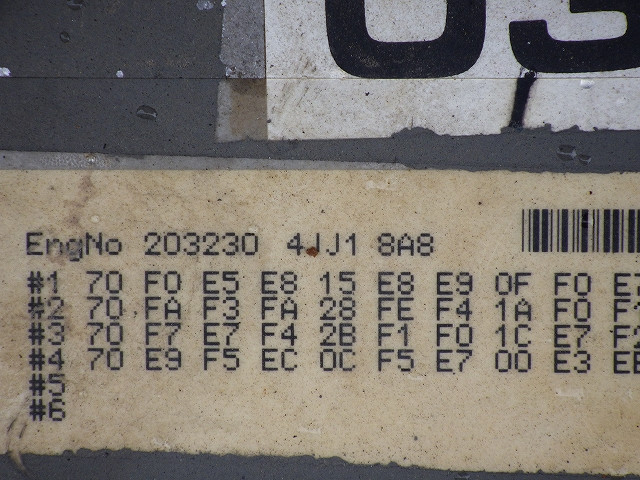 03
EngNo 203230 4JJ1 8A8
#1 70 F0 E5 E8 15 E8 E9 0F F0
#2 70 FA F3 FA 28 FE F4 1A F0
#3 70 F7 E7 F4 2B F1 F0 1C E7
#4 70 E9 F5 EC 0C F5 E7 00 E3
#5
#6